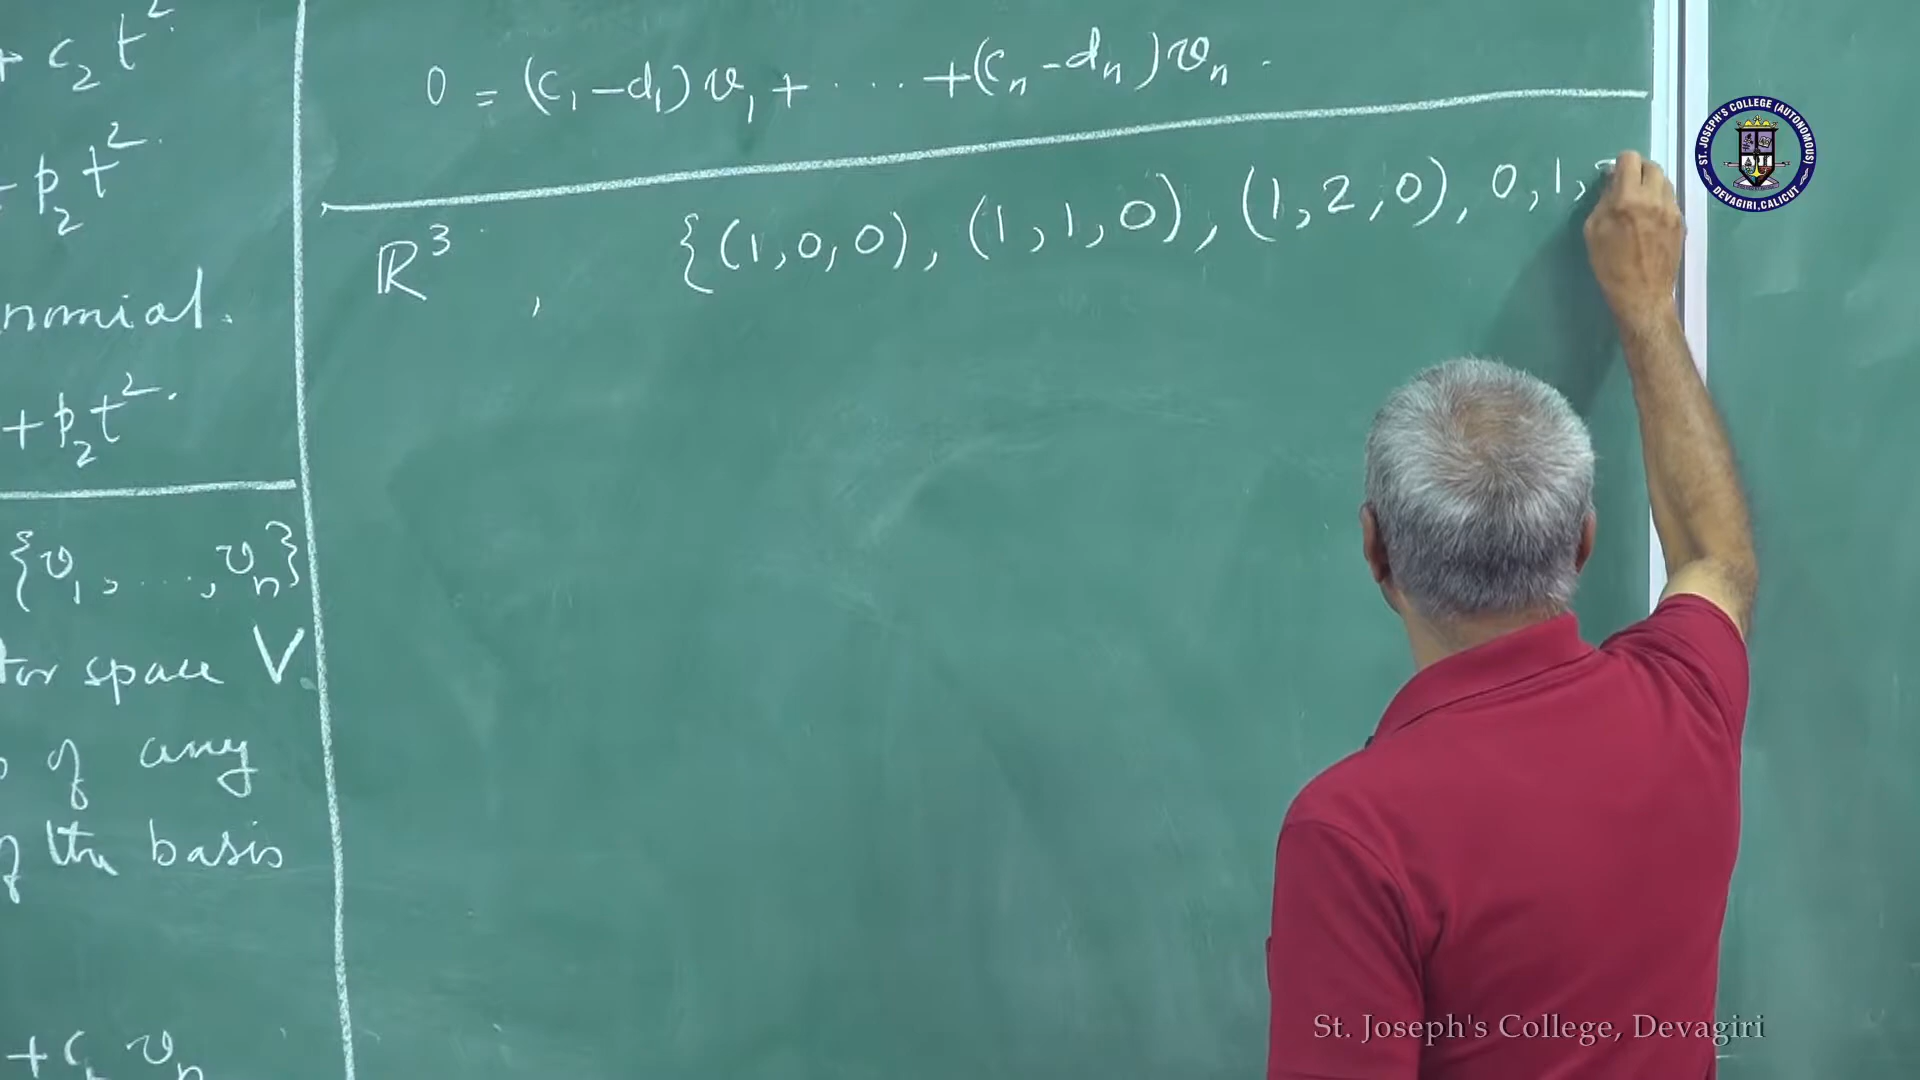 + c₂t²
+ p₂t²
nomial.
+ p₂t²
{v₁, ..., vₙ}
tor space V
of any
of the basis
0 = (c₁-d₁)v₁ + .... + (cₙ-dₙ)vₙ
ℝ³, {(1,0,0), (1,1,0), (1,2,0), 0,1,
ST. JOSEPH'S COLLEGE (AUTONOMOUS)
DEVAGIRI, CALICUT
St. Joseph's College, Devagiri